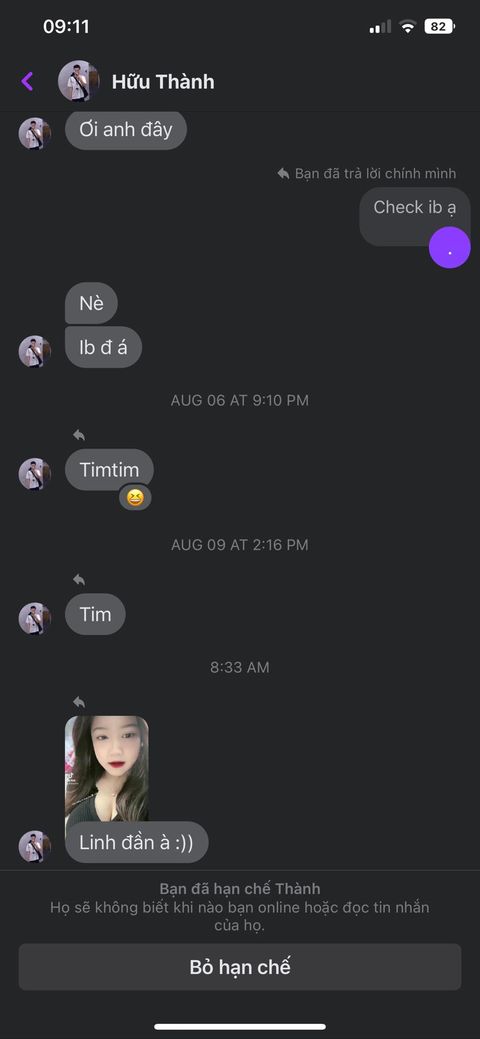 09:11
82
Hữu Thành
Ơi anh đây
Bạn đã trả lời chính mình
Check ib ạ
.
Nè
Ib đ á
AUG 06 AT 9:10 PM
Timtim
AUG 09 AT 2:16 PM
Tim
8:33 AM
Linh đần à :))
Bạn đã hạn chế Thành
Họ sẽ không biết khi nào bạn online hoặc đọc tin nhắn
của họ.
Bỏ hạn chế